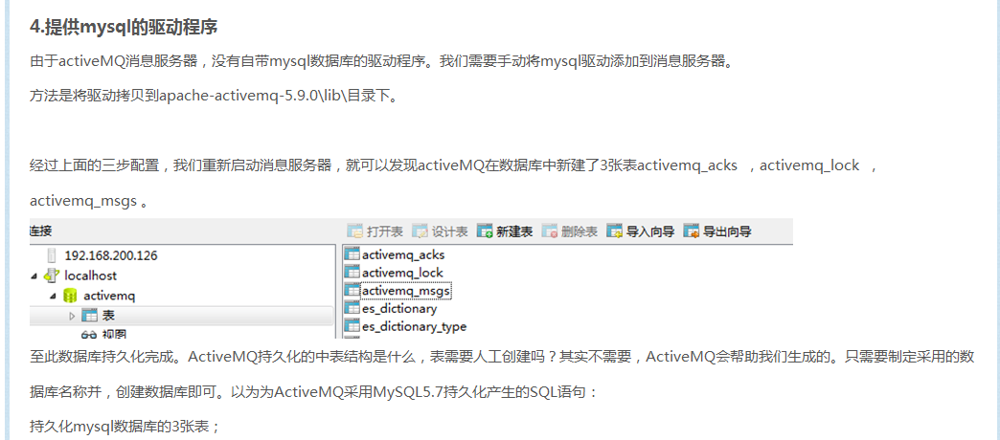 4.提供mysql的驱动程序
由于activeMQ消息服务器，没有自带mysql数据库的驱动程序。我们需要手动将mysql驱动添加到消息服务器。
方法是将驱动拷贝到apache-activemq-5.9.0\lib\目录下。
经过上面的三步配置，我们重新启动消息服务器，就可以发现activeMQ在数据库中新建了3张表activemq_acks ，activemq_lock ，
activemq_msgs 。
连接
打开表 设计表 新建表 删除表 导入向导 导出向导
192.168.200.126
localhost
activemq
表
视图
activemq_acks
activemq_lock
activemq_msgs
es_dictionary
es_dictionary_type
至此数据库持久化完成。ActiveMQ持久化的中表结构是什么，表需要人工创建吗？其实不需要，ActiveMQ会帮助我们生成的。只需要制定采用的数
据库名称并，创建数据库即可。以为为ActiveMQ采用MySQL5.7持久化产生的SQL语句：
持久化mysql数据库的3张表；